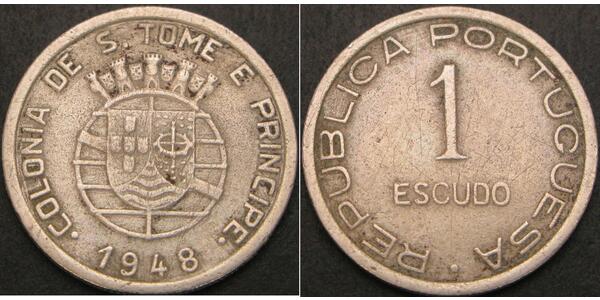 COLONIA DE S. TOME E PRINCIPE
· 1948 ·
REPUBLICA PORTUGUESA ·
1
ESCUDO